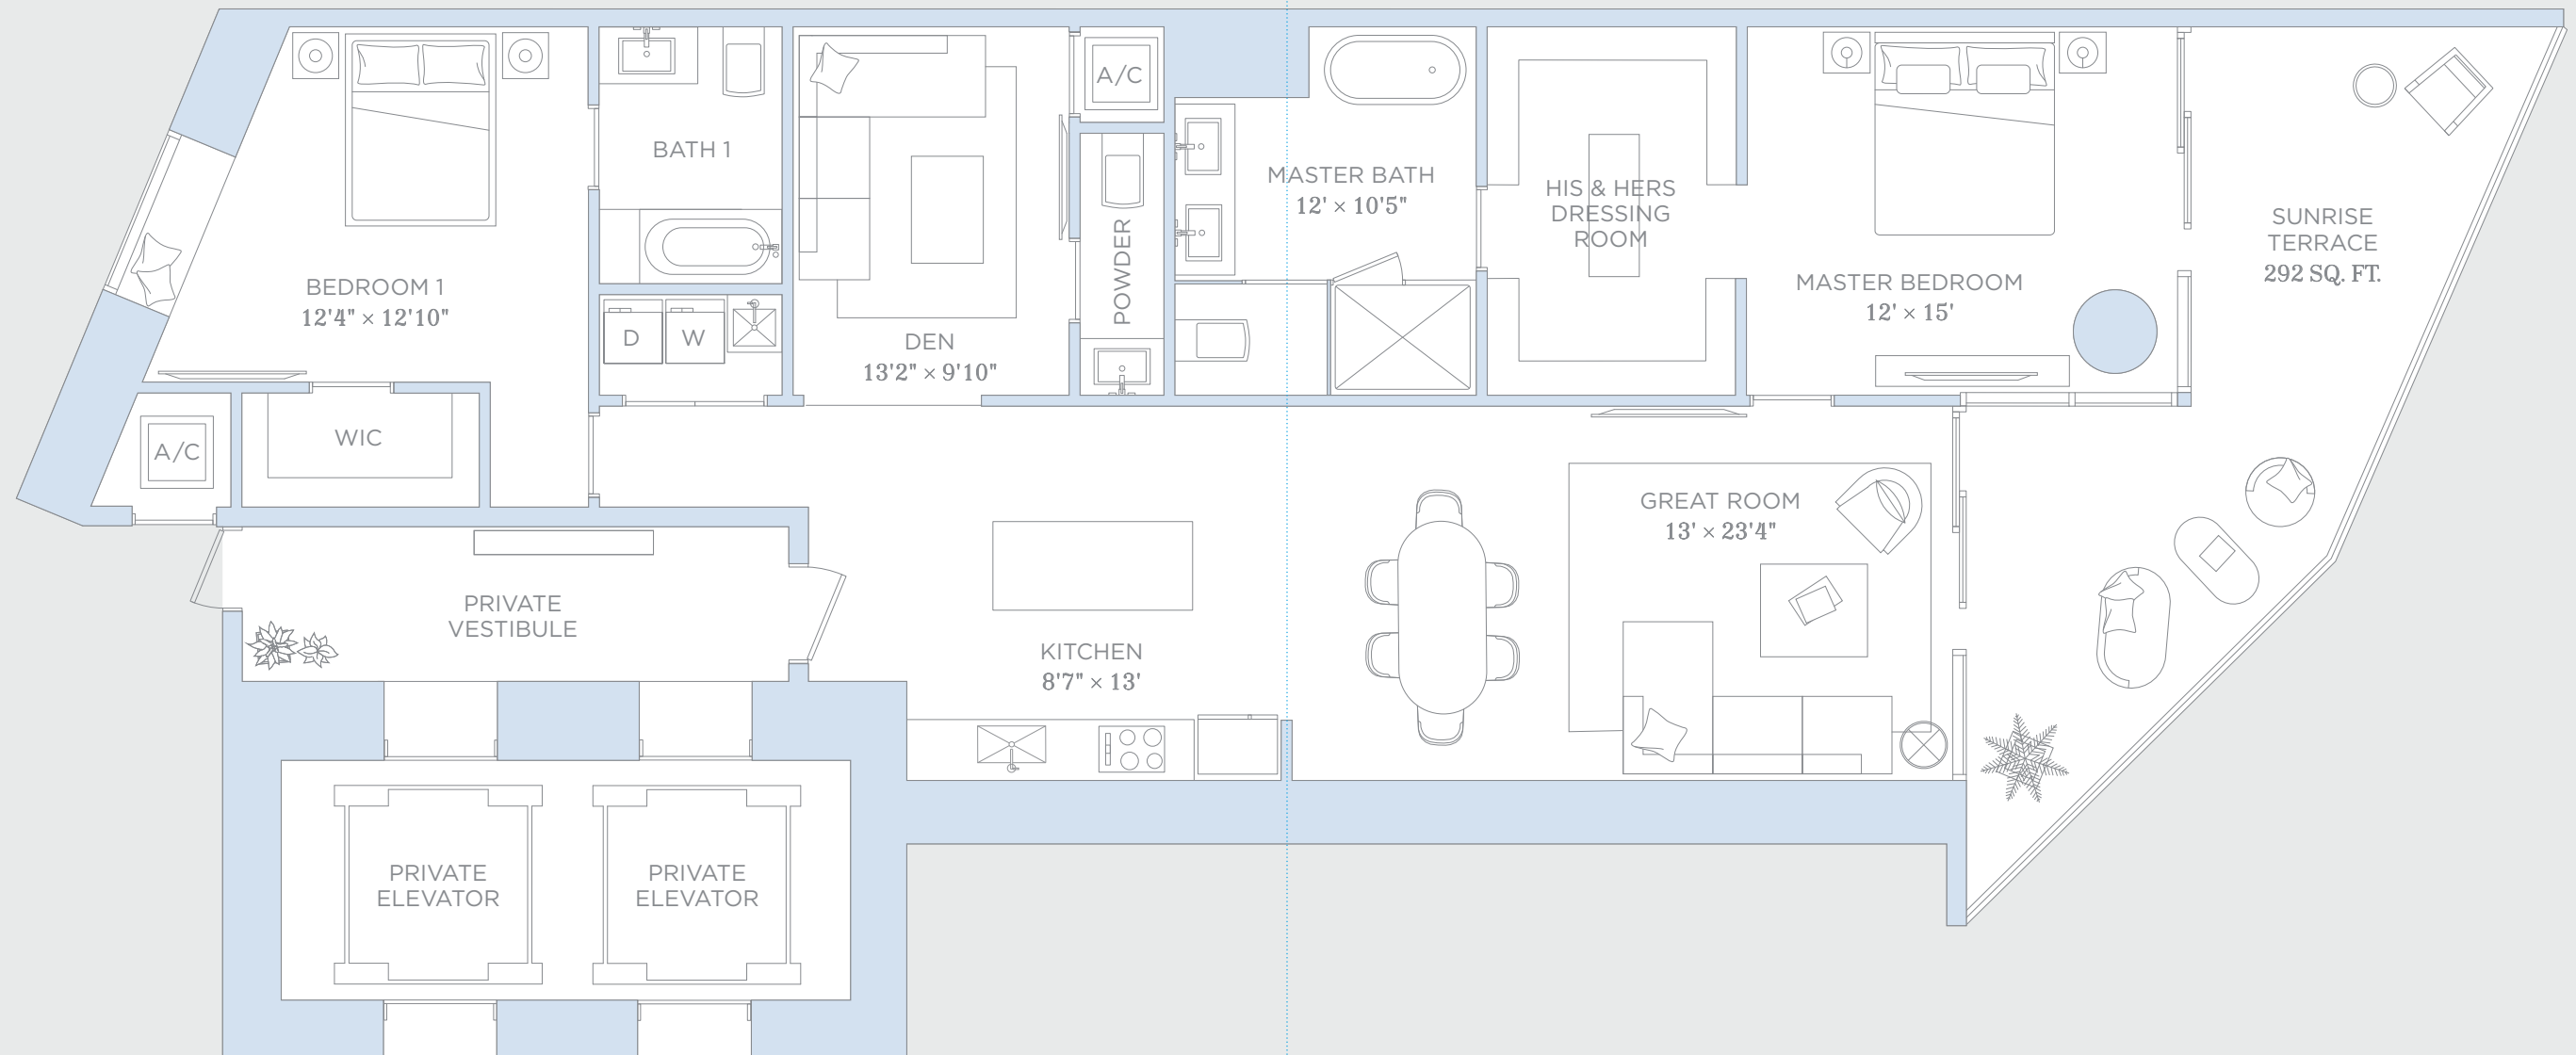 BEDROOM 1
12'4" × 12'10"
A/C
WIC
BATH 1
D
W
DEN
13'2" × 9'10"
A/C
POWDER
MASTER BATH
12' × 10'5"
HIS & HERS
DRESSING
ROOM
MASTER BEDROOM
12' × 15'
SUNRISE
TERRACE
292 SQ. FT.
PRIVATE
VESTIBULE
KITCHEN
8'7" × 13'
GREAT ROOM
13' × 23'4"
PRIVATE
ELEVATOR
PRIVATE
ELEVATOR